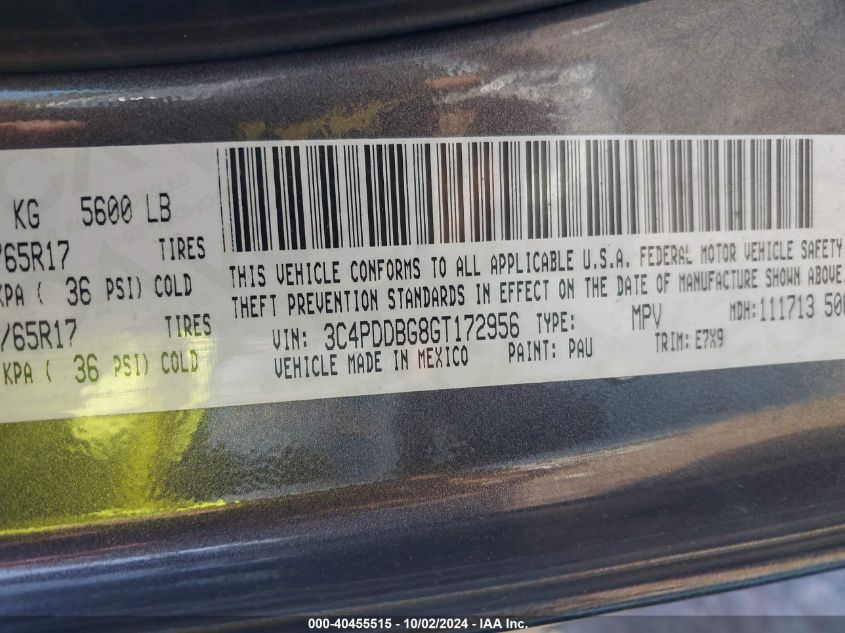 KG 5600 LB
/65R17 TIRES
KPA ( 36 PSI) COLD
/65R17 TIRES
KPA ( 36 PSI) COLD
THIS VEHICLE CONFORMS TO ALL APPLICABLE U.S.A. FEDERAL MOTOR VEHICLE SAFETY
THEFT PREVENTION STANDARDS IN EFFECT ON THE DATE OF MANUFACTURE SHOWN ABOVE.
VIN: 3C4PDDBG8GT172956 TYPE: MPV MDH:111713 500
VEHICLE MADE IN MEXICO PAINT: PAU TRIM: E7X9
000-40455515 - 10/02/2024 - IAA Inc.